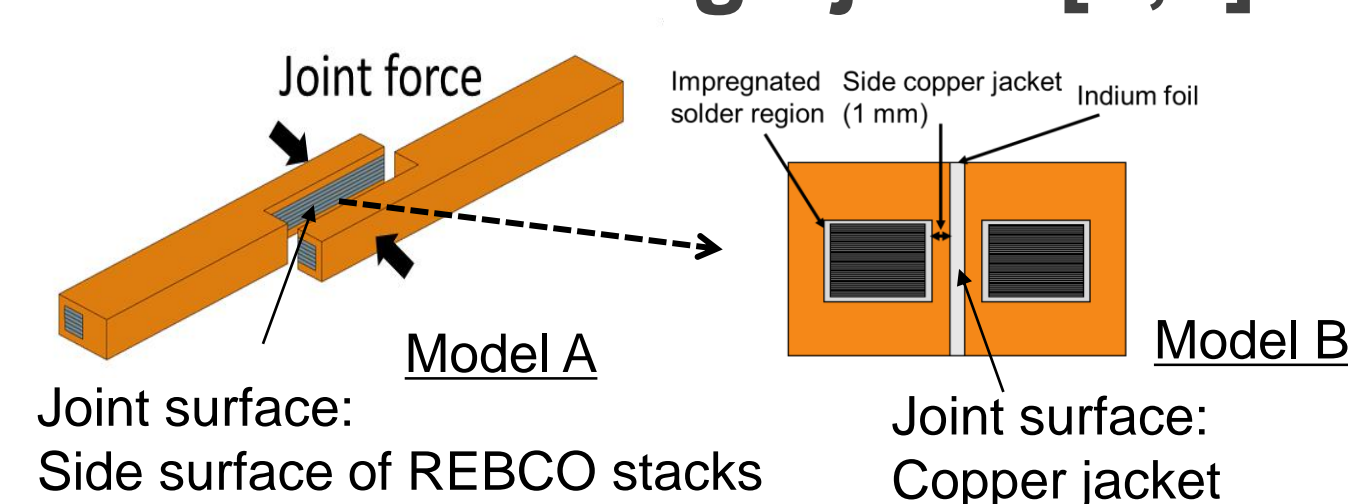 Joint force
Impregnated
solder region
Side copper jacket
(1 mm)
Indium foil
Model A
Model B
Joint surface:
Side surface of REBCO stacks
Joint surface:
Copper jacket